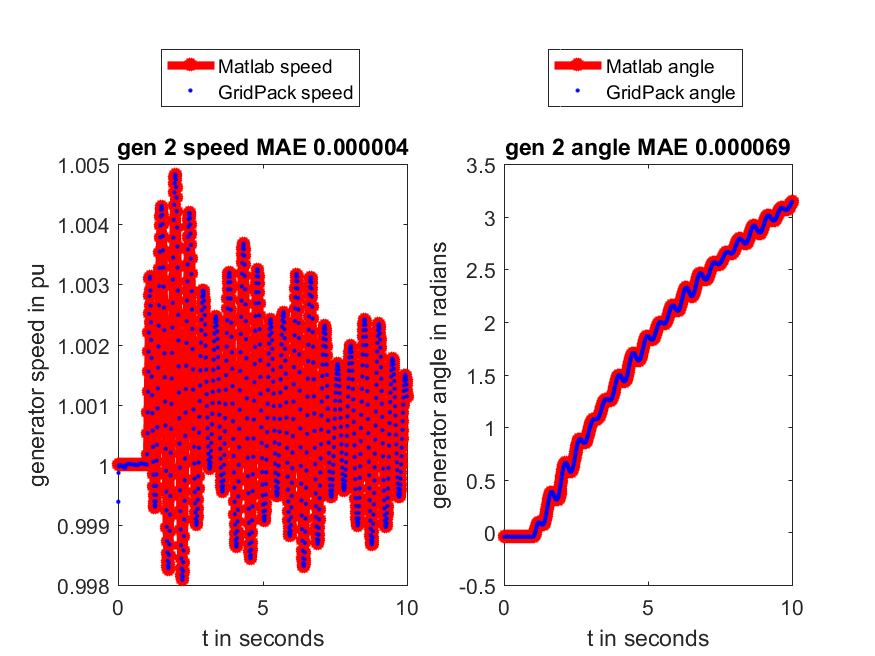 Matlab speed
GridPack speed
Matlab angle
GridPack angle
gen 2 speed MAE 0.000004
gen 2 angle MAE 0.000069
generator speed in pu
1.005
1.004
1.003
1.002
1.001
1
0.999
0.998
0
5
10
t in seconds
generator angle in radians
3.5
3
2.5
2
1.5
1
0.5
0
-0.5
0
5
10
t in seconds